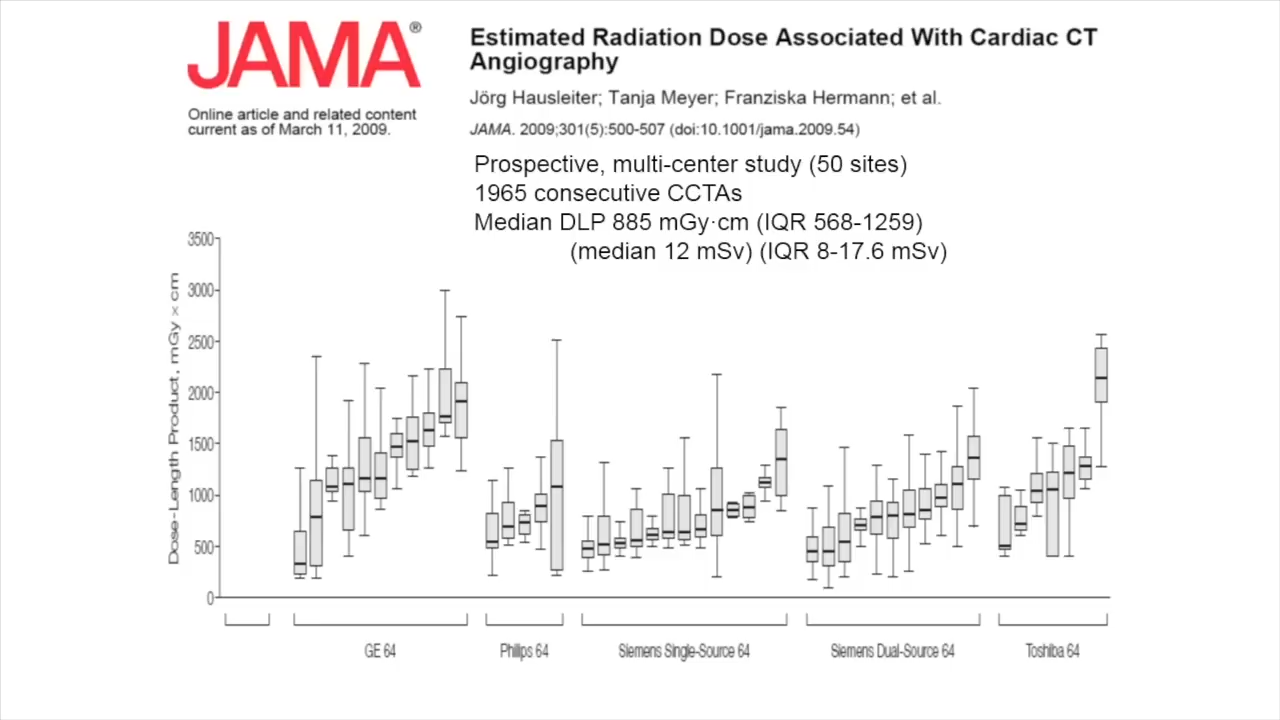 JAMA®
Online article and related content
current as of March 11, 2009.
Estimated Radiation Dose Associated With Cardiac CT
Angiography
Jörg Hausleiter; Tanja Meyer; Franziska Hermann; et al.
JAMA. 2009;301(5):500-507 (doi:10.1001/jama.2009.54)
Prospective, multi-center study (50 sites)
1965 consecutive CCTAs
Median DLP 885 mGy·cm (IQR 568-1259)
(median 12 mSv) (IQR 8-17.6 mSv)
Dose-Length Product, mGy × cm
3500
3000
2500
2000
1500
1000
500
0
GE 64
Philips 64
Siemens Single-Source 64
Siemens Dual-Source 64
Toshiba 64